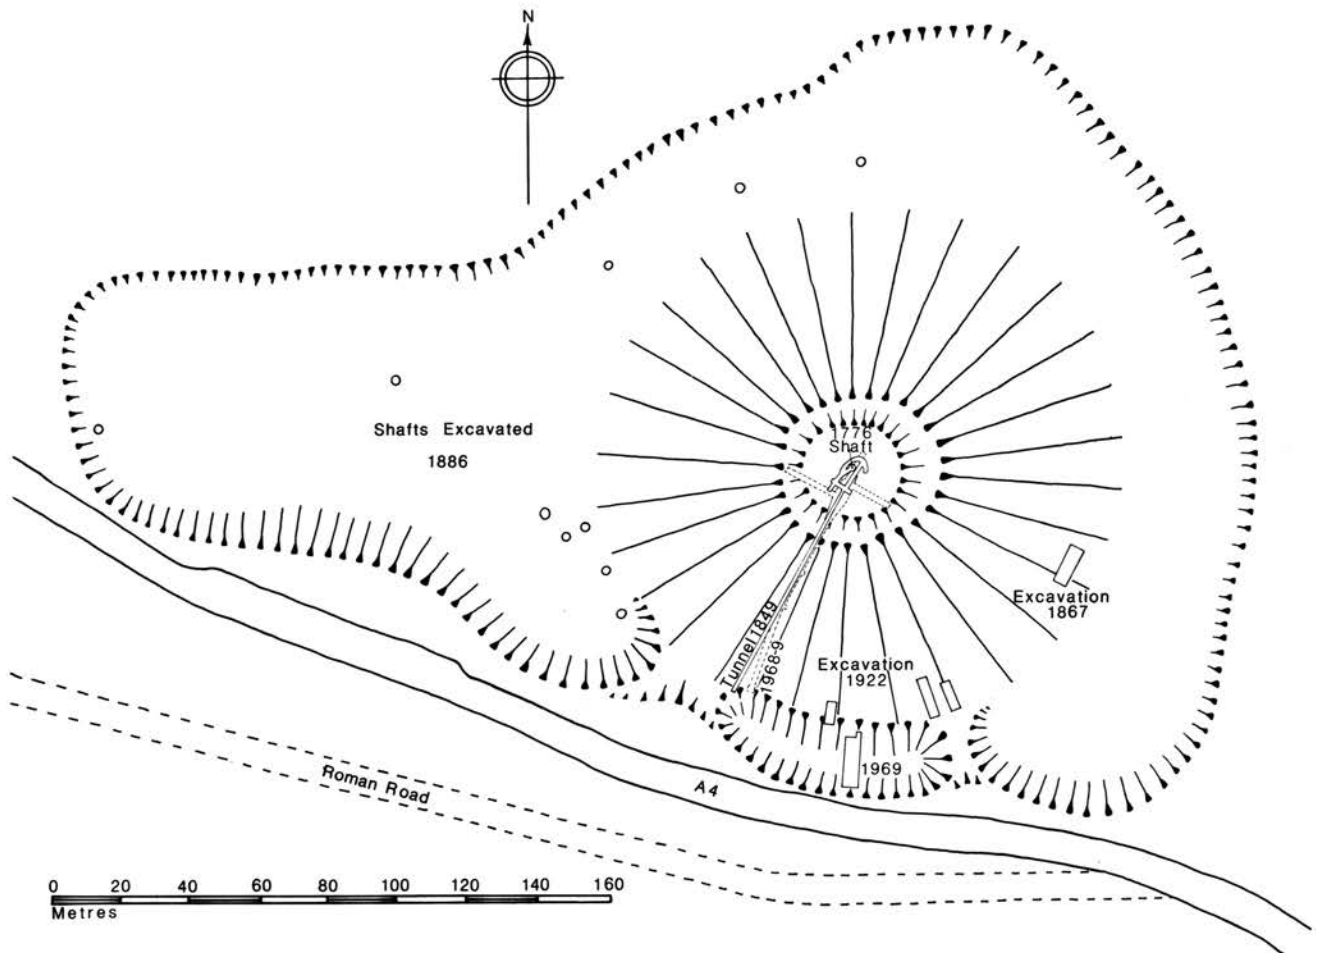 N
1776
Shaft
Shafts Excavated
1886
Excavation
1867
Tunnel 1849
1968-9
Excavation
1922
1969
A4
Roman Road
0 20 40 60 80 100 120 140 160
Metres